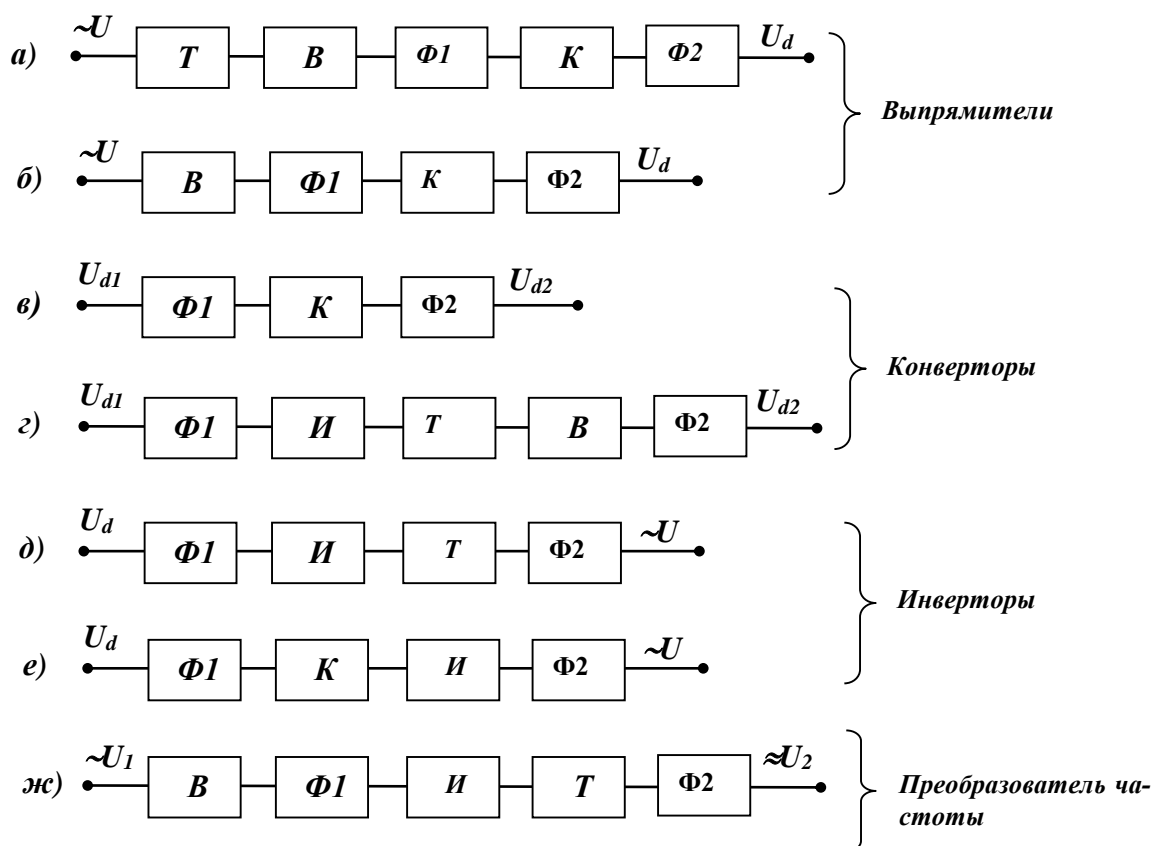 а) ~U Т В Ф1 К Ф2 Ud
Выпрямители
б) ~U В Ф1 К Ф2 Ud
в) Ud1 Ф1 К Ф2 Ud2
Конверторы
г) Ud1 Ф1 И Т В Ф2 Ud2
д) Ud Ф1 И Т Ф2 ~U
Инверторы
е) Ud Ф1 К И Ф2 ~U
ж) ~U1 В Ф1 И Т Ф2 ≈U2
Преобразователь ча-
стоты